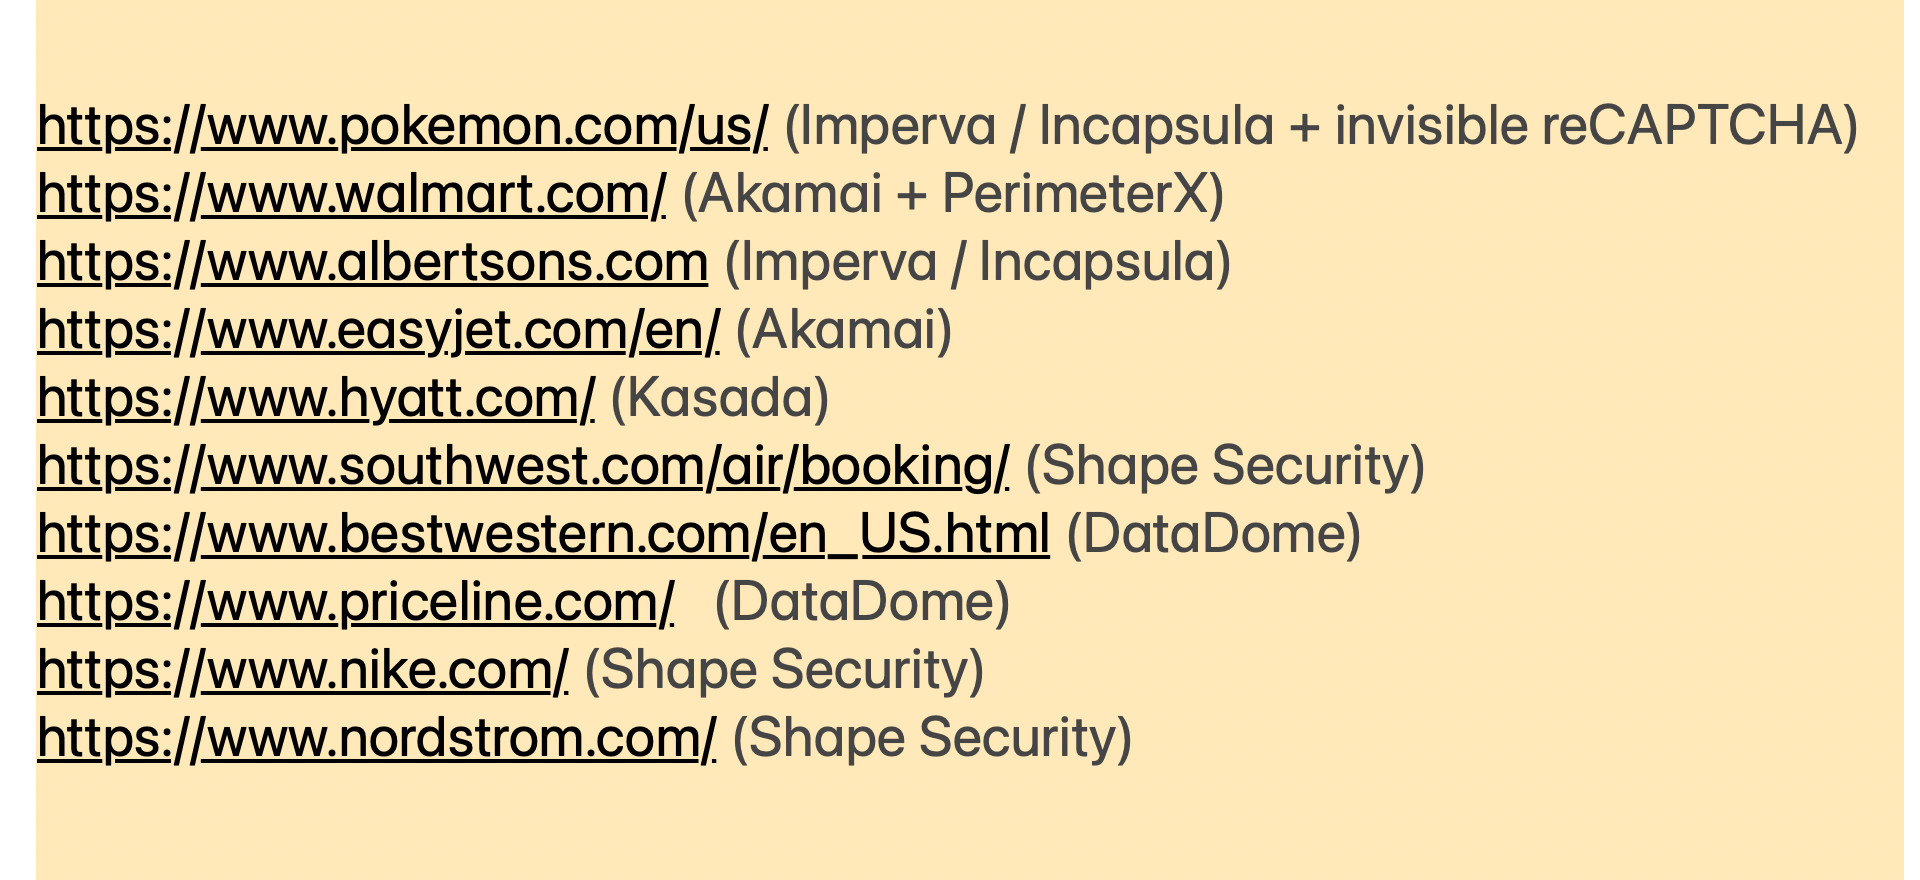 https://www.pokemon.com/us/ (Imperva / Incapsula + invisible reCAPTCHA)
https://www.walmart.com/ (Akamai + PerimeterX)
https://www.albertsons.com (Imperva / Incapsula)
https://www.easyjet.com/en/ (Akamai)
https://www.hyatt.com/ (Kasada)
https://www.southwest.com/air/booking/ (Shape Security)
https://www.bestwestern.com/en_US.html (DataDome)
https://www.priceline.com/   (DataDome)
https://www.nike.com/ (Shape Security)
https://www.nordstrom.com/ (Shape Security)